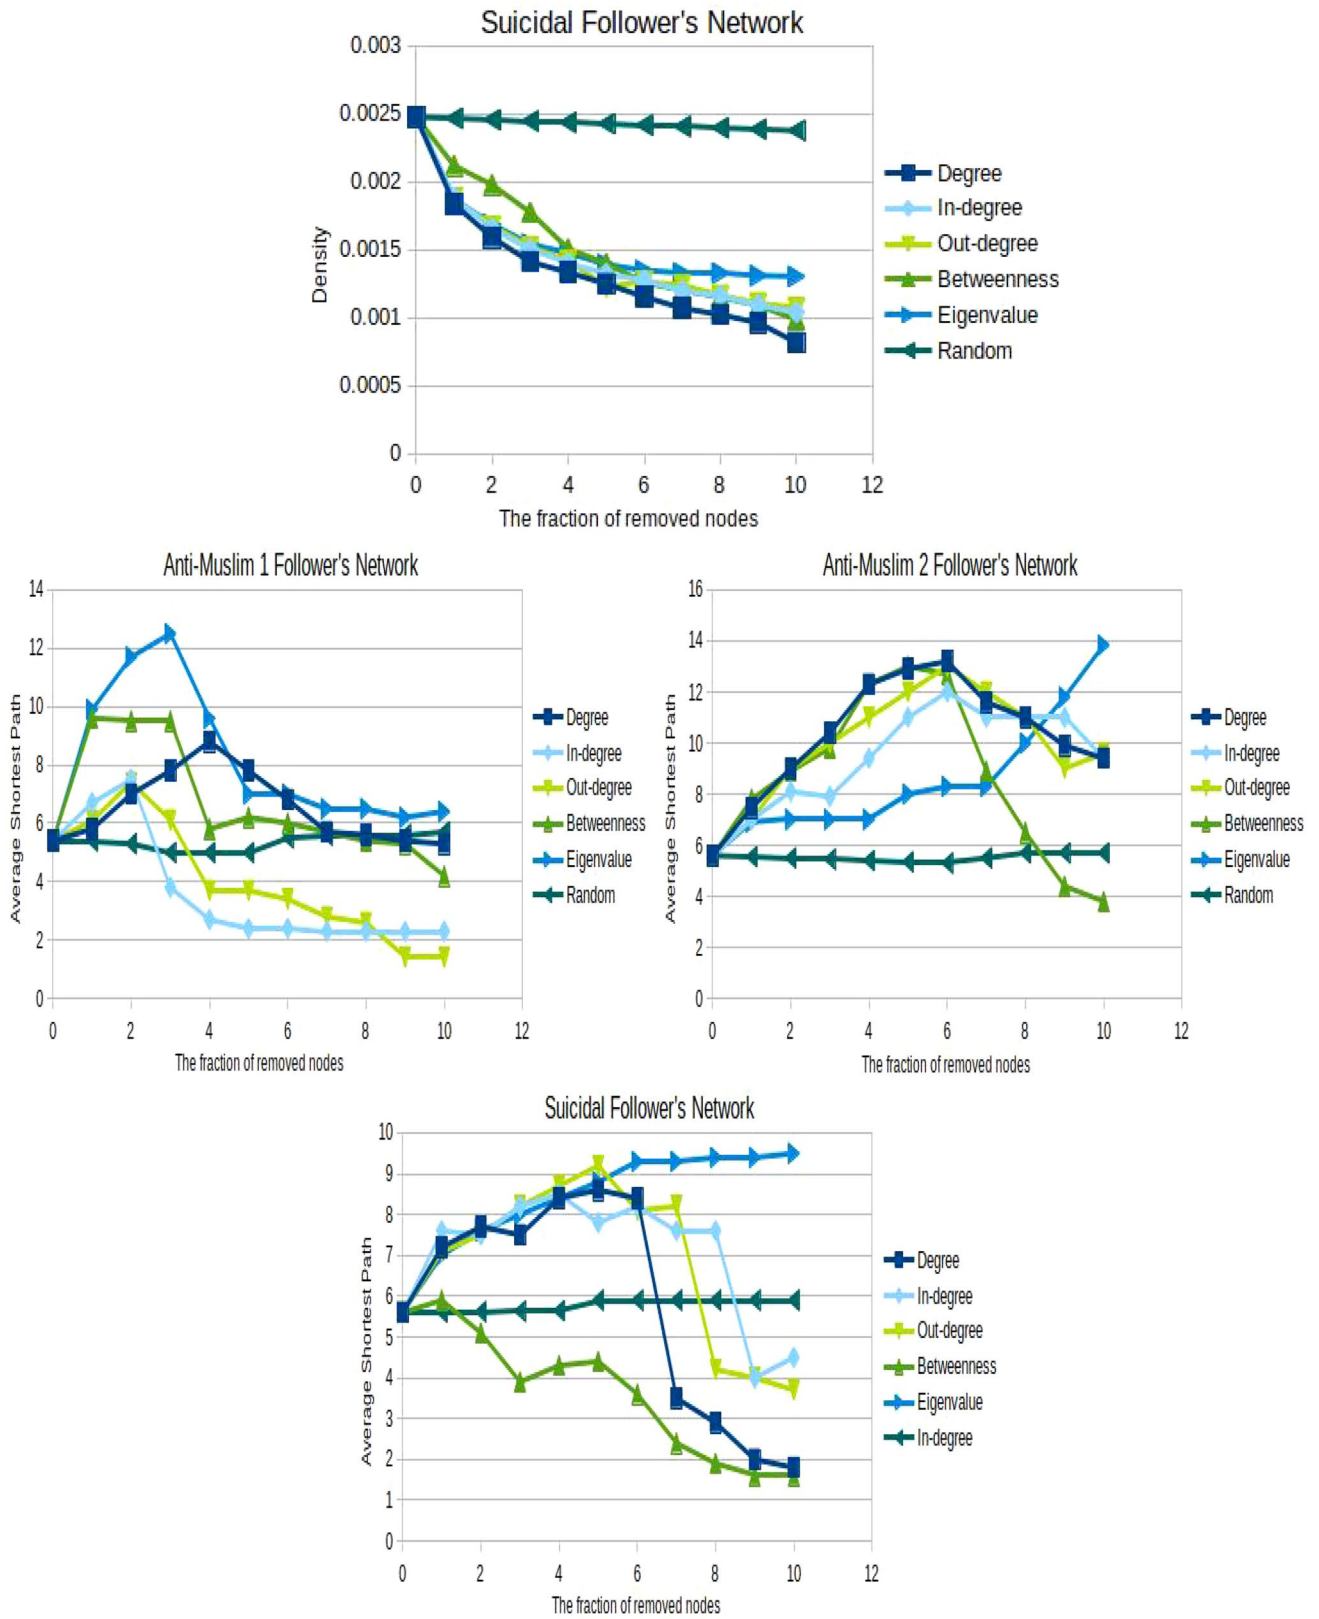 Suicidal Follower's Network
0.003
0.0025
0.002
0.0015
0.001
0.0005
0
Density
0 2 4 6 8 10 12
The fraction of removed nodes
Degree
In-degree
Out-degree
Betweenness
Eigenvalue
Random
Anti-Muslim 1 Follower's Network
14
12
10
8
6
4
2
0
Average Shortest Path
0 2 4 6 8 10 12
The fraction of removed nodes
Degree
In-degree
Out-degree
Betweenness
Eigenvalue
Random
Anti-Muslim 2 Follower's Network
16
14
12
10
8
6
4
2
0
Average Shortest Path
0 2 4 6 8 10 12
The fraction of removed nodes
Degree
In-degree
Out-degree
Betweenness
Eigenvalue
Random
Suicidal Follower's Network
10
9
8
7
6
5
4
3
2
1
0
Average Shortest Path
0 2 4 6 8 10 12
The fraction of removed nodes
Degree
In-degree
Out-degree
Betweenness
Eigenvalue
In-degree